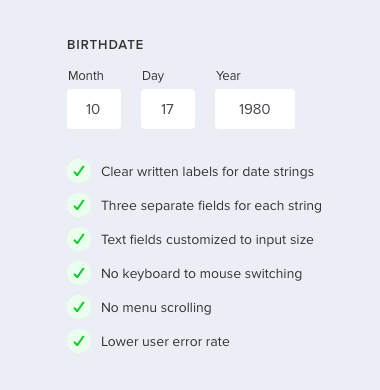 BIRTHDATE
Month Day Year
10 17 1980
Clear written labels for date strings
Three separate fields for each string
Text fields customized to input size
No keyboard to mouse switching
No menu scrolling
Lower user error rate